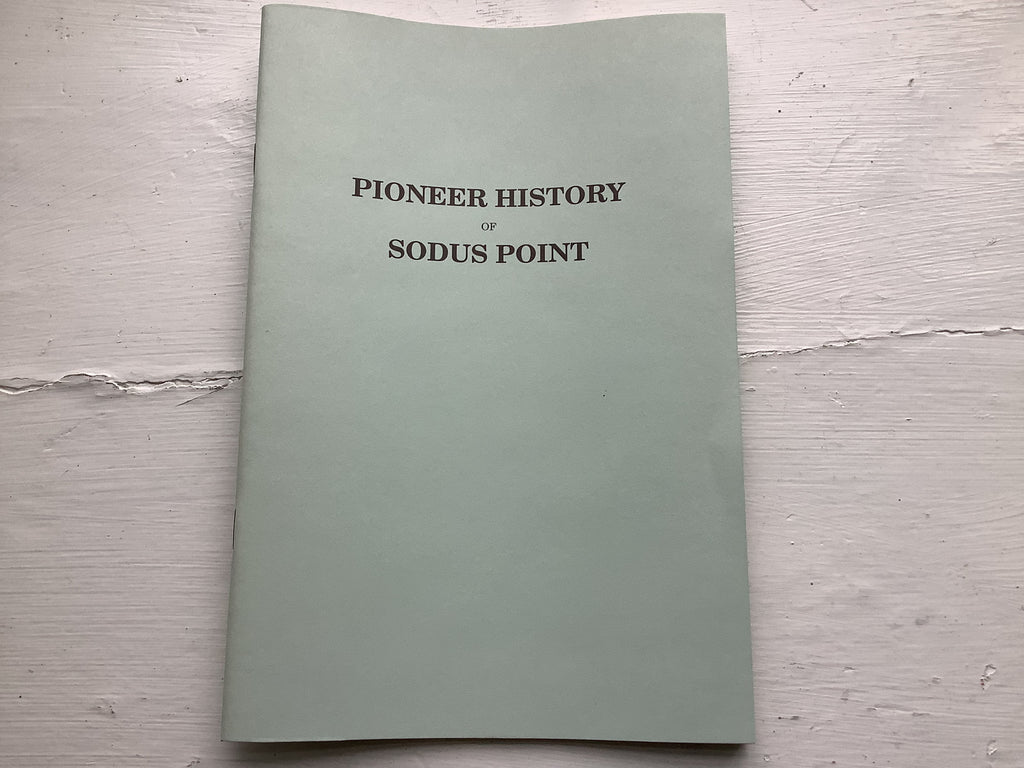 PIONEER HISTORY
OF
SODUS POINT